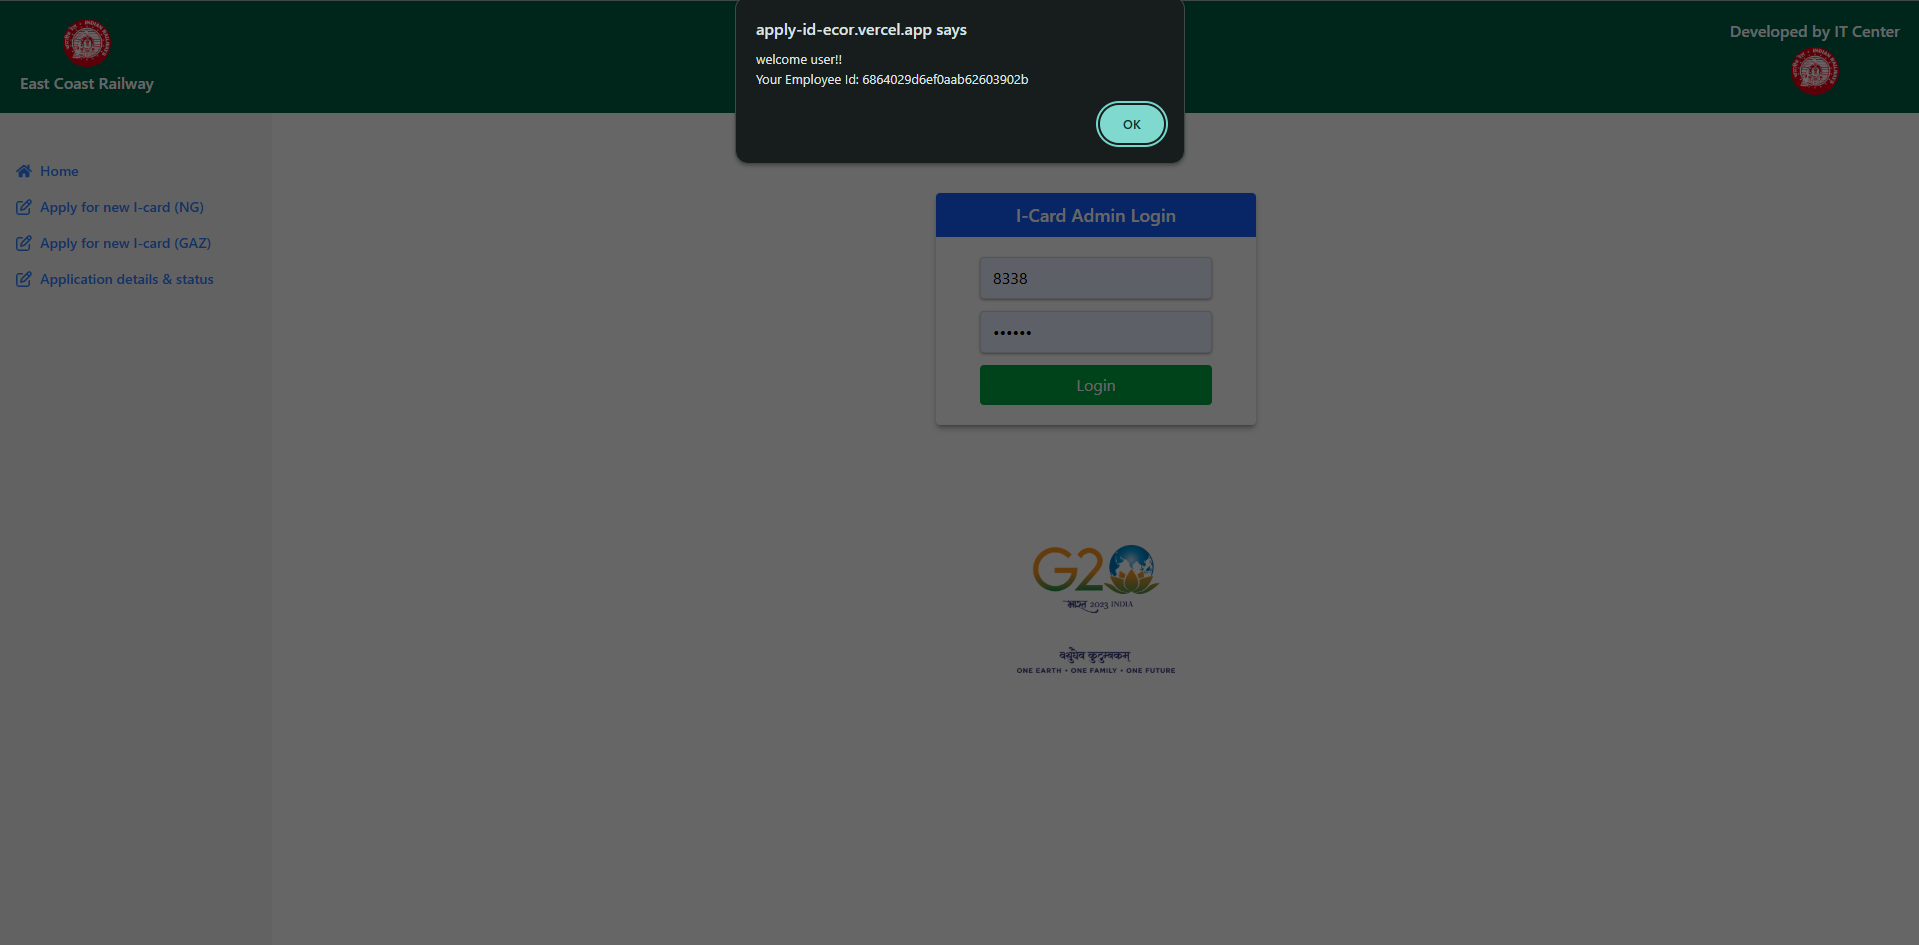 apply-id-ecor.vercel.app says
welcome user!!
Your Employee Id: 6864029d6ef0aab62603902b
OK
East Coast Railway
Developed by IT Center
Home
Apply for new I-card (NG)
Apply for new I-card (GAZ)
Application details & status
I-Card Admin Login
8338
••••••
Login
G20
भारत 2023 INDIA
वसुधैव कुटुम्बकम्
ONE EARTH • ONE FAMILY • ONE FUTURE